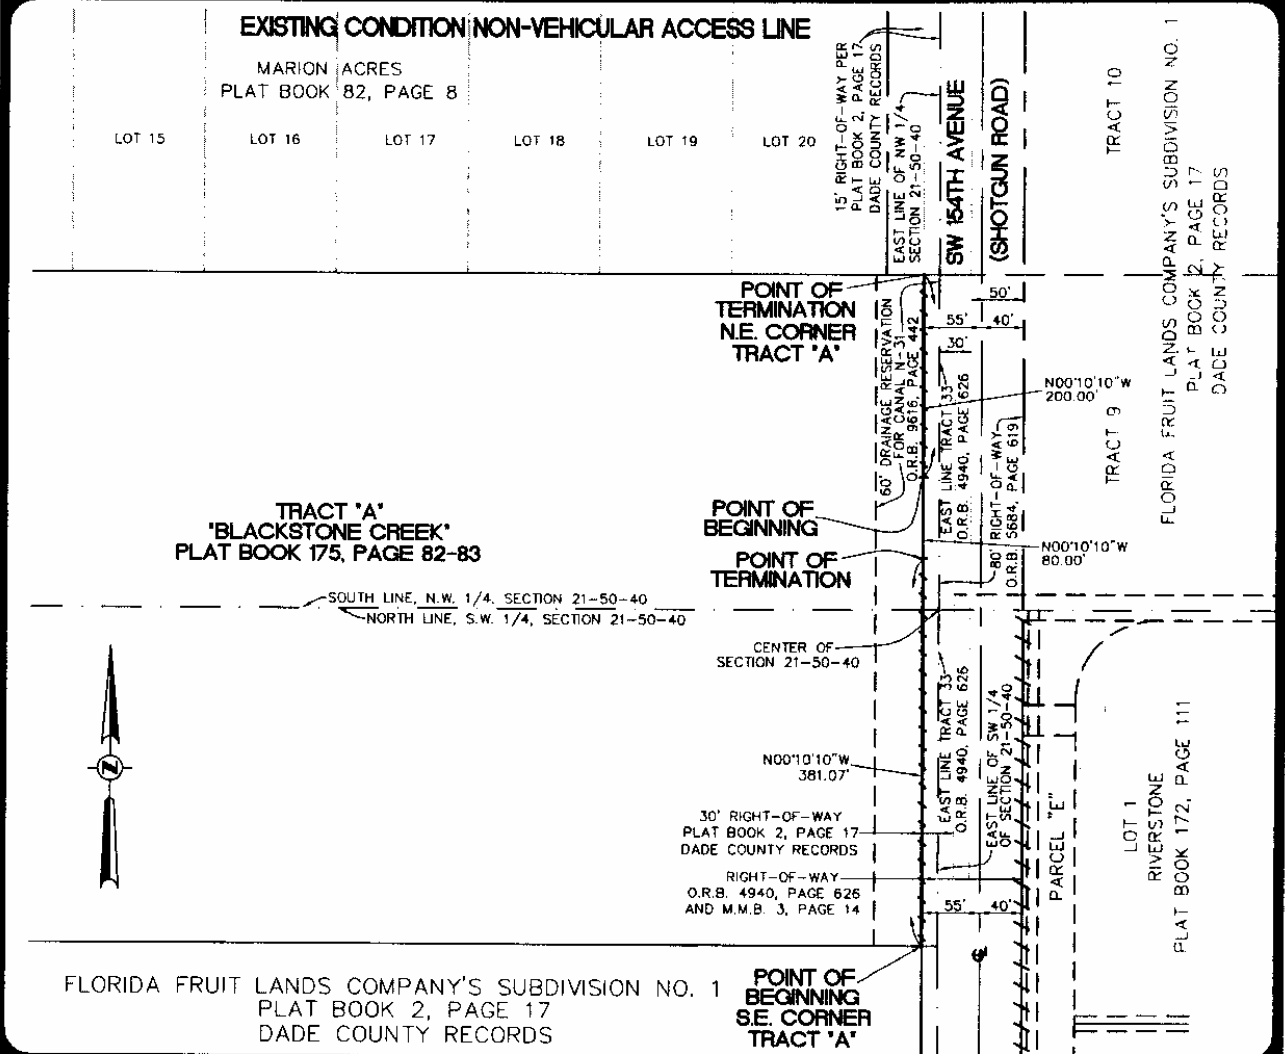 EXISTING CONDITION NON-VEHICULAR ACCESS LINE
MARION ACRES
PLAT BOOK 82, PAGE 8
LOT 15
LOT 16
LOT 17
LOT 18
LOT 19
LOT 20
15' RIGHT-OF-WAY PER
PLAT BOOK 2, PAGE 17
DADE COUNTY RECORDS
EAST LINE OF NW 1/4
SECTION 21-50-40
SW 154TH AVENUE
(SHOTGUN ROAD)
TRACT 10
FLORIDA FRUIT LANDS COMPANY'S SUBDIVISION NO. 1
PLAT BOOK 2, PAGE 17
DADE COUNTY RECORDS
POINT OF
TERMINATION
N.E. CORNER
TRACT "A"
60' DRAINAGE RESERVATION
FOR CANAL N-31
O.R.B. 9616, PAGE 442
50'
55'
40'
30'
EAST LINE TRACT 33
O.R.B. 4940, PAGE 626
80' RIGHT-OF-WAY
O.R.B. 5684, PAGE 619
N00°10'10"W
200.00'
TRACT 9
TRACT "A"
"BLACKSTONE CREEK"
PLAT BOOK 175, PAGE 82-83
POINT OF
BEGINNING
POINT OF
TERMINATION
N00°10'10"W
80.00'
SOUTH LINE, N.W. 1/4, SECTION 21-50-40
NORTH LINE, S.W. 1/4, SECTION 21-50-40
CENTER OF
SECTION 21-50-40
EAST LINE TRACT 33
O.R.B. 4940, PAGE 626
EAST LINE OF SW 1/4
OF SECTION 21-50-40
N
N00°10'10"W
381.07'
30' RIGHT-OF-WAY
PLAT BOOK 2, PAGE 17
DADE COUNTY RECORDS
RIGHT-OF-WAY
O.R.B. 4940, PAGE 626
AND M.M.B. 3, PAGE 14
55'
40'
PARCEL "E"
LOT 1
RIVERSTONE
PLAT BOOK 172, PAGE 111
FLORIDA FRUIT LANDS COMPANY'S SUBDIVISION NO. 1
PLAT BOOK 2, PAGE 17
DADE COUNTY RECORDS
POINT OF
BEGINNING
S.E. CORNER
TRACT "A"